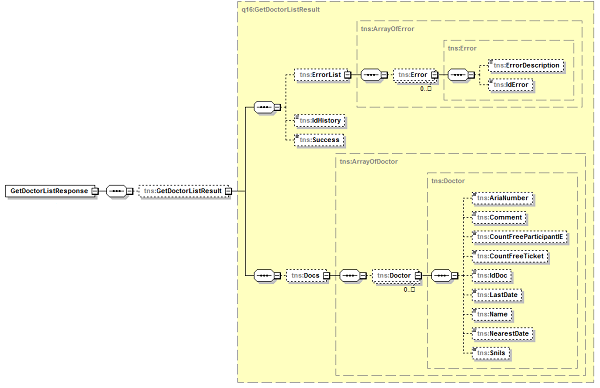 q16:GetDoctorListResult
tns:ArrayOfError
tns:Error
tns:ErrorDescription
tns:ErrorList
tns:Error
0..□
tns:IdError
tns:IdHistory
tns:Success
tns:ArrayOfDoctor
tns:Doctor
GetDoctorListResponse
tns:GetDoctorListResult
tns:AriaNumber
tns:Comment
tns:CountFreeParticipantIE
tns:CountFreeTicket
tns:Docs
tns:Doctor
0..□
tns:IdDoc
tns:LastDate
tns:Name
tns:NearestDate
tns:Snils